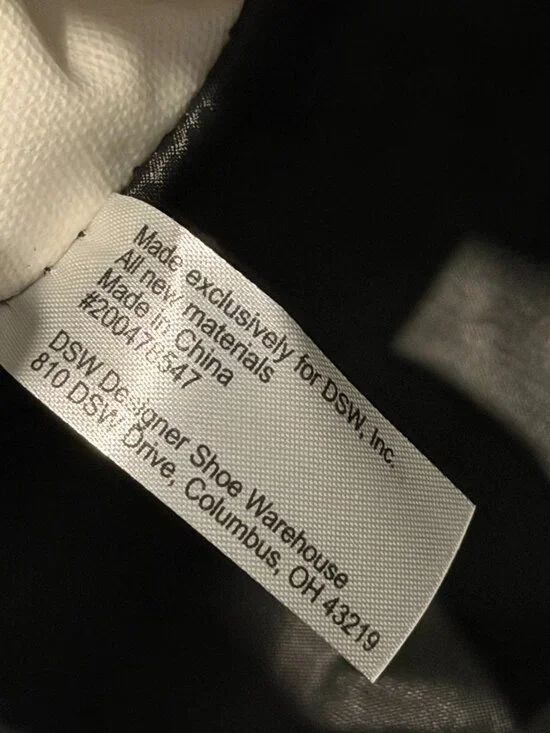 Made exclusively for DSW, Inc.
All new materials
Made in China
#200478547
DSW Designer Shoe Warehouse
810 DSW Drive, Columbus, OH 43219